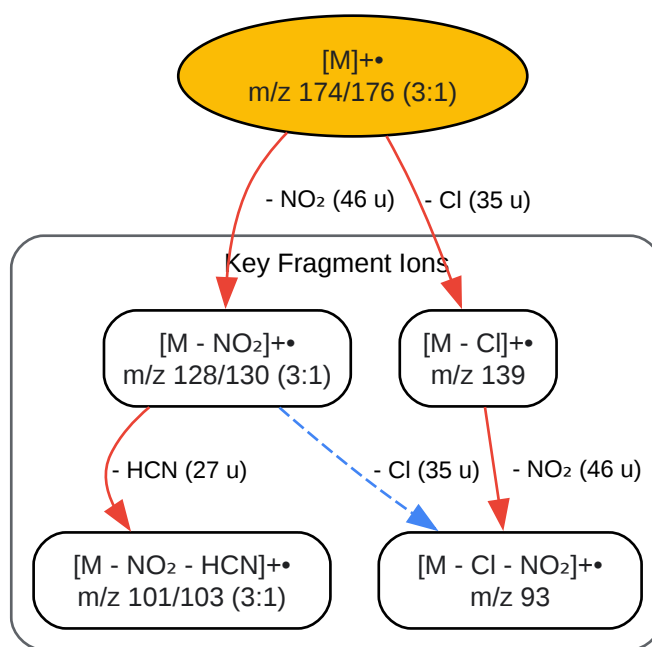 [M]+•
m/z 174/176 (3:1)
- NO₂ (46 u)
- Cl (35 u)
Key Fragment Ions
[M - NO₂]+•
m/z 128/130 (3:1)
[M - Cl]+•
m/z 139
- HCN (27 u)
- Cl (35 u)
- NO₂ (46 u)
[M - NO₂ - HCN]+•
m/z 101/103 (3:1)
[M - Cl - NO₂]+•
m/z 93